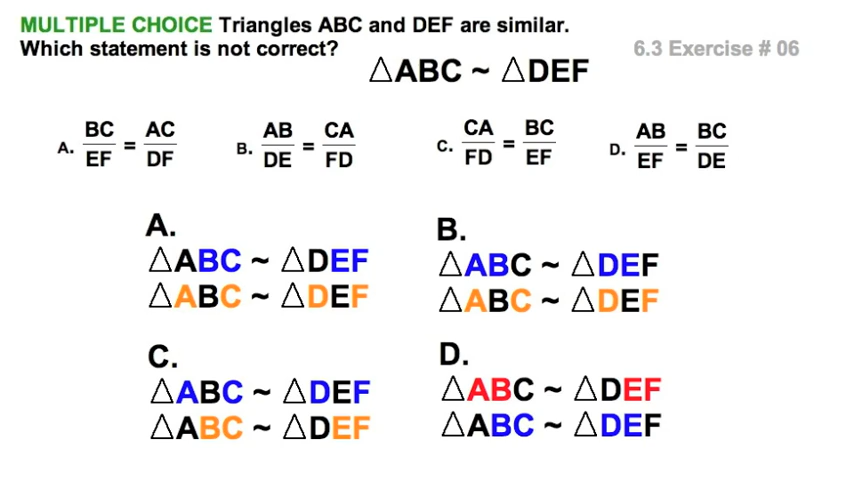 MULTIPLE CHOICE Triangles ABC and DEF are similar.
Which statement is not correct?
6.3 Exercise # 06
△ABC ~ △DEF
A. BC/EF = AC/DF
B. AB/DE = CA/FD
C. CA/FD = BC/EF
D. AB/EF = BC/DE
A.
△ABC ~ △DEF
△ABC ~ △DEF
B.
△ABC ~ △DEF
△ABC ~ △DEF
C.
△ABC ~ △DEF
△ABC ~ △DEF
D.
△ABC ~ △DEF
△ABC ~ △DEF